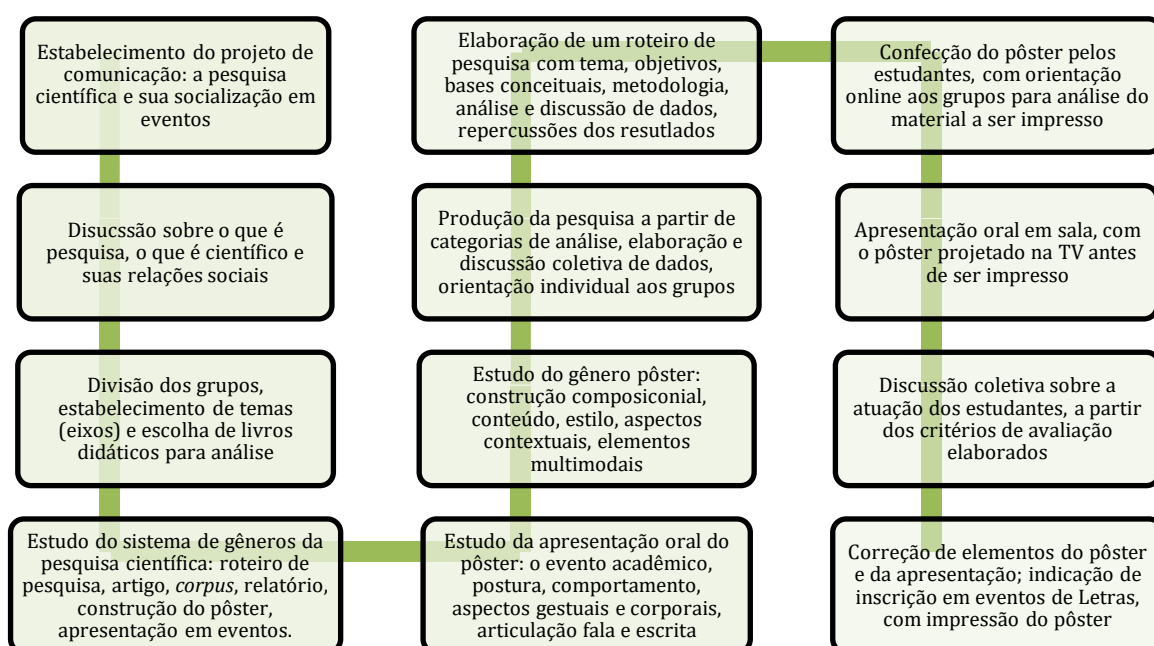 Estabelecimento do projeto de
comunicação: a pesquisa
científica e sua socialização em
eventos
Disucssão sobre o que é
pesquisa, o que é científico e
suas relações sociais
Divisão dos grupos,
estabelecimento de temas
(eixos) e escolha de livros
didáticos para análise
Estudo do sistema de gêneros da
pesquisa científica: roteiro de
pesquisa, artigo, corpus, relatório,
construção do pôster,
apresentação em eventos.
Estudo da apresentação oral do
pôster: o evento acadêmico,
postura, comportamento,
aspectos gestuais e corporais,
articulação fala e escrita
Estudo do gênero pôster:
construção composiconial,
conteúdo, estilo, aspectos
contextuais, elementos
multimodais
Produção da pesquisa a partir de
categorias de análise, elaboração e
discussão coletiva de dados,
orientação individual aos grupos
Elaboração de um roteiro de
pesquisa com tema, objetivos,
bases conceituais, metodologia,
análise e discussão de dados,
repercussões dos resutlados
Confecção do pôster pelos
estudantes, com orientação
online aos grupos para análise do
material a ser impresso
Apresentação oral em sala, com
o pôster projetado na TV antes
de ser impresso
Discussão coletiva sobre a
atuação dos estudantes, a partir
dos critérios de avaliação
elaborados
Correção de elementos do pôster
e da apresentação; indicação de
inscrição em eventos de Letras,
com impressão do pôster